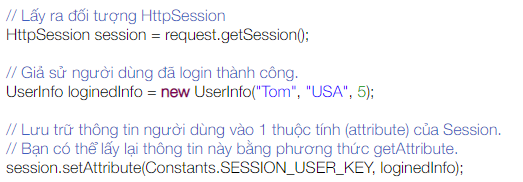 // Lấy ra đối tượng HttpSession
HttpSession session = request.getSession();
// Giả sử người dùng đã login thành công.
UserInfo loginedInfo = new UserInfo("Tom", "USA", 5);
// Lưu trữ thông tin người dùng vào 1 thuộc tính (attribute) của Session.
// Bạn có thể lấy lại thông tin này bằng phương thức getAttribute.
session.setAttribute(Constants.SESSION_USER_KEY, loginedInfo);